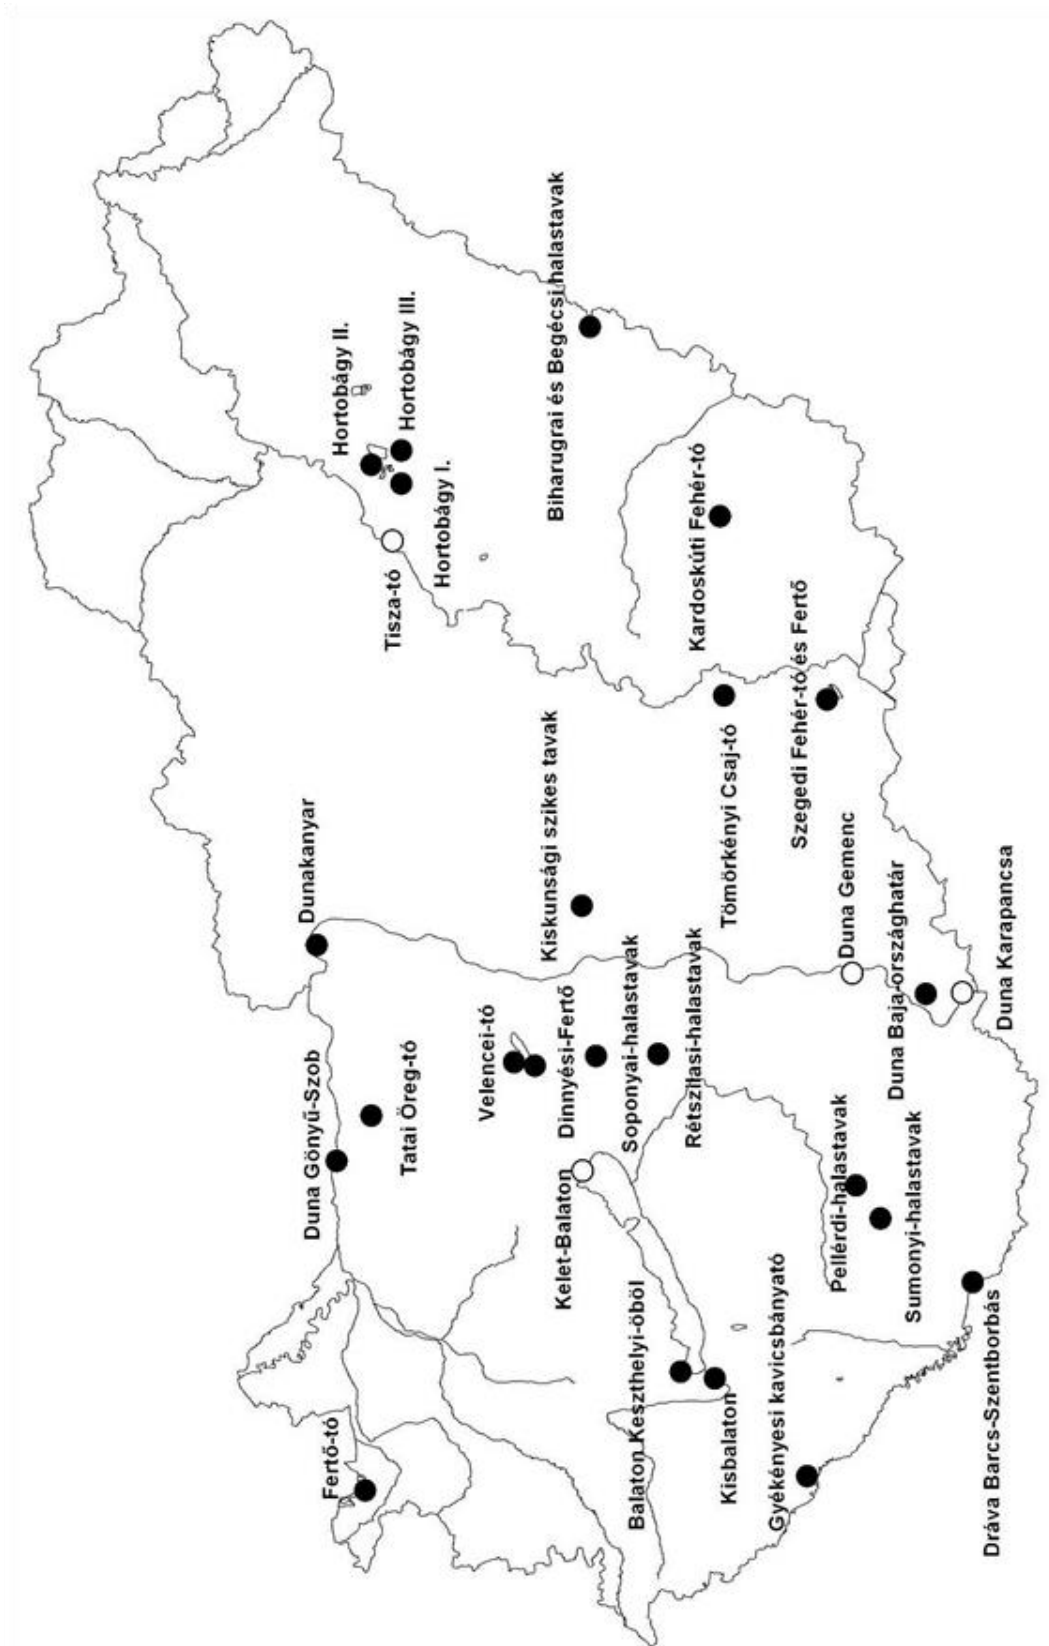 Fertő-tó
Duna Gönyű-Szob
Dunakanyar
Tatai Öreg-tó
Velencei-tó
Dinnyési-Fertő
Soponyai-halastavak
Rétszilasi-halastavak
Kelet-Balaton
Balaton Keszthelyi-öböl
Kisbalaton
Gyékényesi kavicsbányató
Dráva Barcs-Szentborbás
Pellérdi-halastavak
Sumonyi-halastavak
Duna Baja-országhatár
Duna Karapancsa
Duna Gemenc
Kiskunsági szikes tavak
Tömörkényi Csaj-tó
Szegedi Fehér-tó és Fertő
Kardoskúti Fehér-tó
Biharugrai és Begécsi halastavak
Tisza-tó
Hortobágy I.
Hortobágy II.
Hortobágy III.